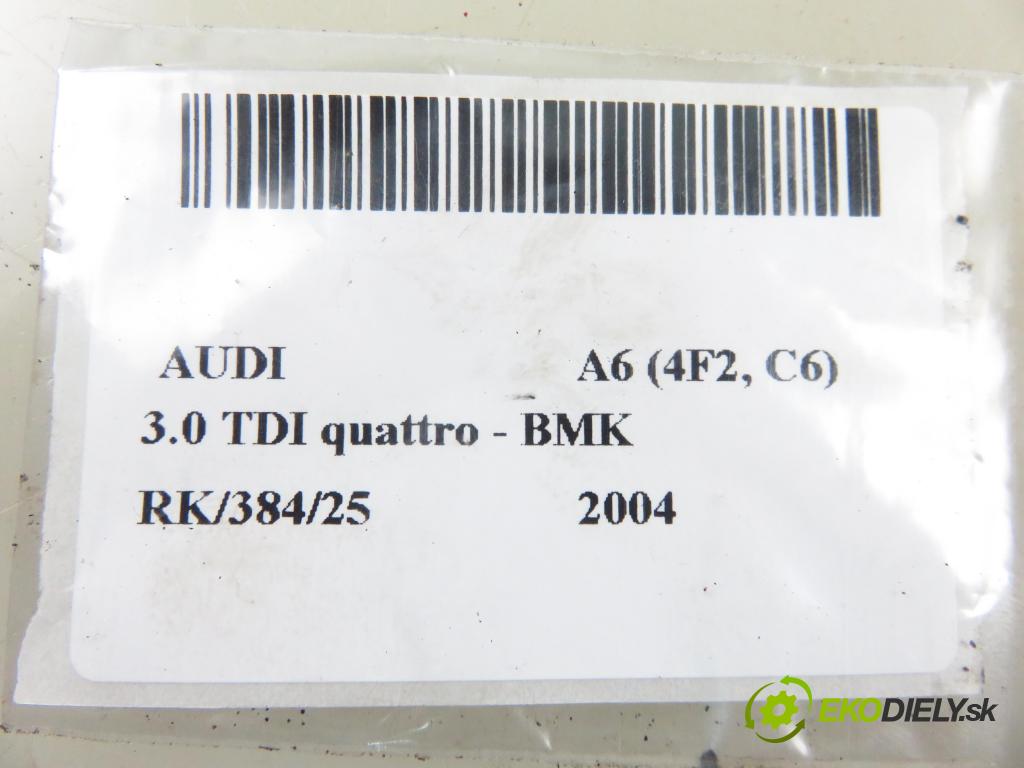 AUDI A6 (4F2, C6)
3.0 TDI quattro - BMK
RK/384/25 2004
EKODIELY.sk